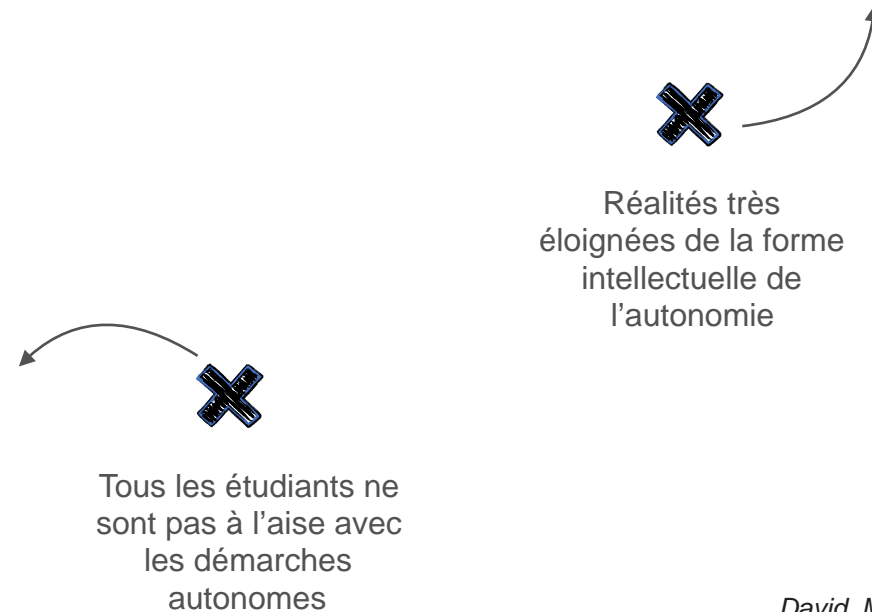 Réalités très
éloignées de la forme
intellectuelle de
l’autonomie
Tous les étudiants ne
sont pas à l’aise avec
les démarches
autonomes
David, M